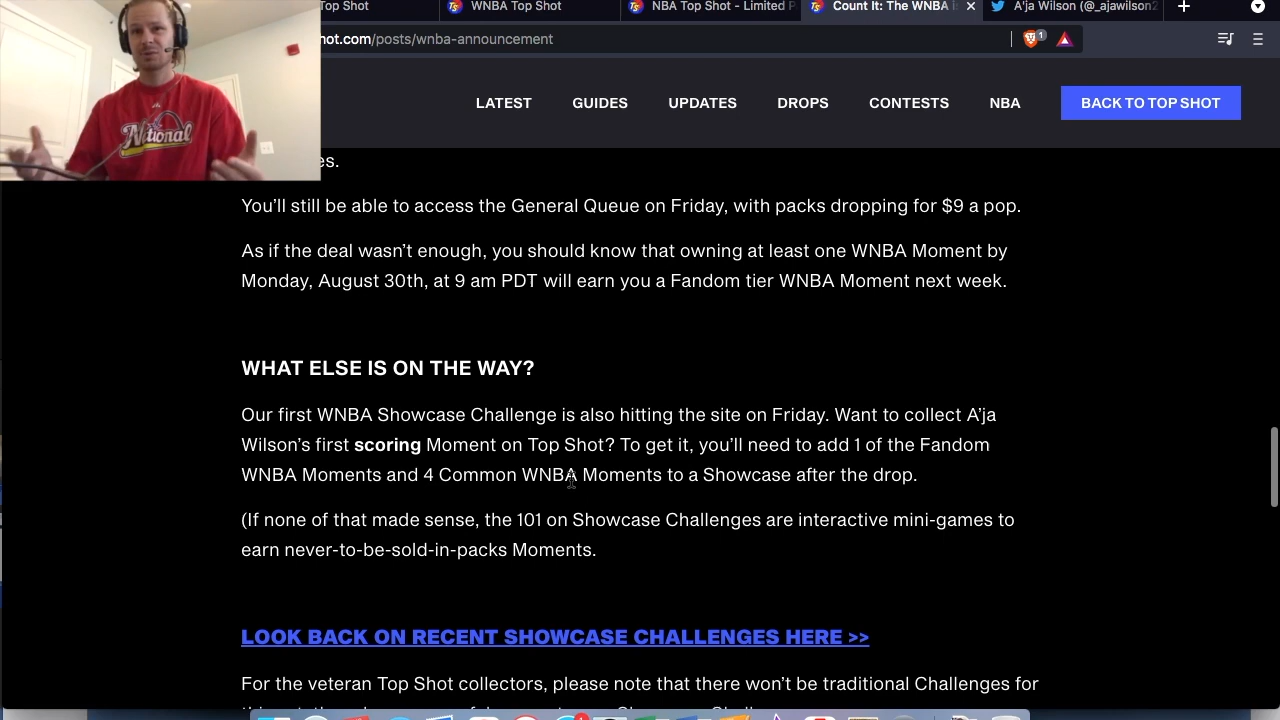 Top Shot
WNBA Top Shot
NBA Top Shot - Limited P
Count It: The WNBA i
A'ja Wilson (@_ajawilson2
hot.com/posts/wnba-announcement
1
National
LATEST
GUIDES
UPDATES
DROPS
CONTESTS
NBA
BACK TO TOP SHOT
es.
You'll still be able to access the General Queue on Friday, with packs dropping for $9 a pop.
As if the deal wasn't enough, you should know that owning at least one WNBA Moment by
Monday, August 30th, at 9 am PDT will earn you a Fandom tier WNBA Moment next week.
WHAT ELSE IS ON THE WAY?
Our first WNBA Showcase Challenge is also hitting the site on Friday. Want to collect A'ja
Wilson's first scoring Moment on Top Shot? To get it, you'll need to add 1 of the Fandom
WNBA Moments and 4 Common WNBA Moments to a Showcase after the drop.
(If none of that made sense, the 101 on Showcase Challenges are interactive mini-games to
earn never-to-be-sold-in-packs Moments.
LOOK BACK ON RECENT SHOWCASE CHALLENGES HERE >>
For the veteran Top Shot collectors, please note that there won't be traditional Challenges for